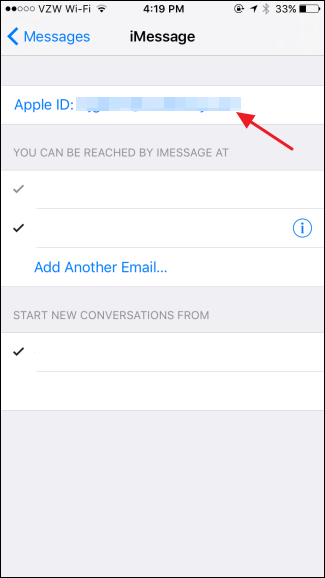 VZW Wi-Fi 4:19 PM 33%
Messages iMessage
Apple ID:
YOU CAN BE REACHED BY IMESSAGE AT
Add Another Email...
START NEW CONVERSATIONS FROM